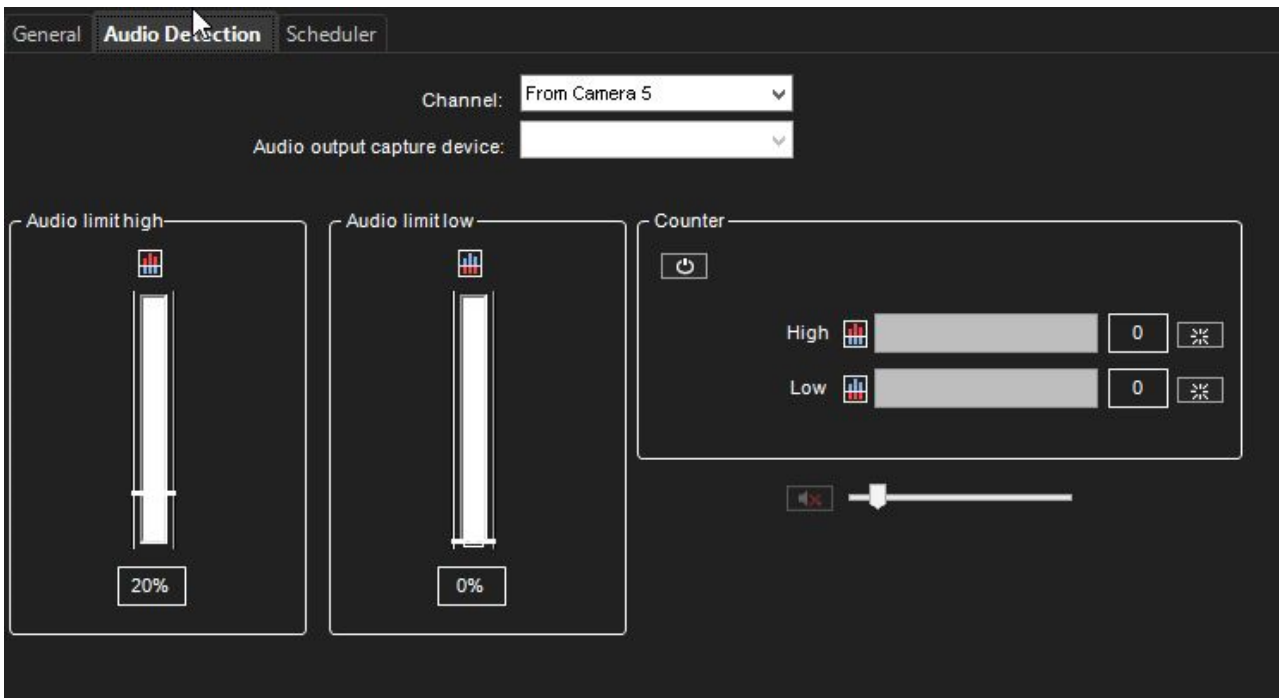 General Audio Detection Scheduler
Channel: From Camera 5
Audio output capture device:
Audio limit high
Audio limit low
Counter
High 0
Low 0
20%
0%